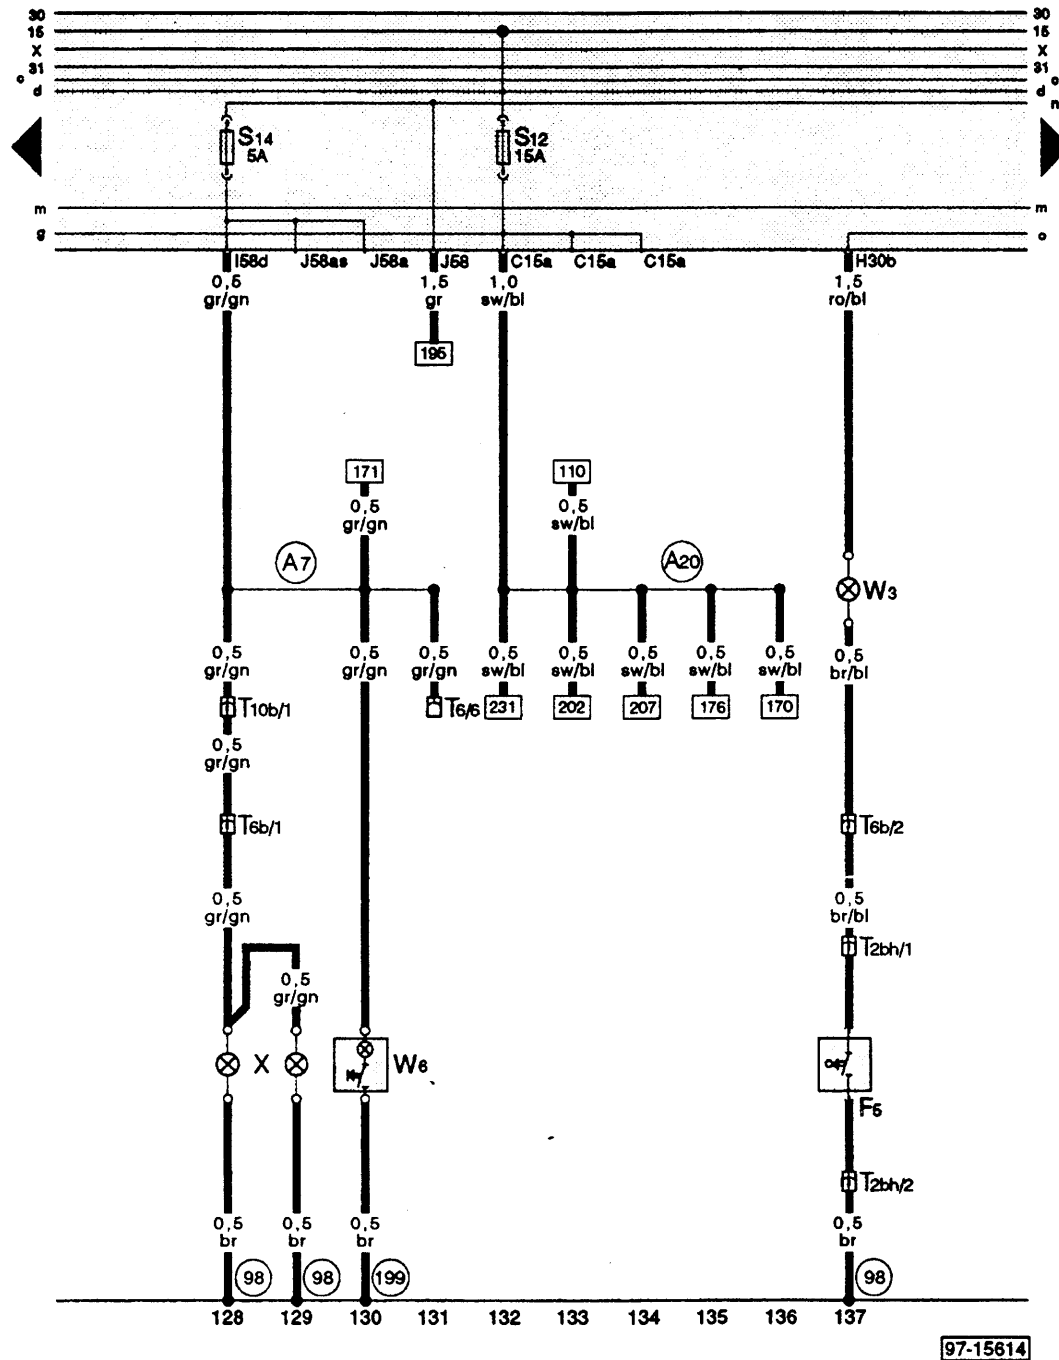 30 30
15 15
X X
31 31
c c
d d
n
S14 S12
5A 15A
m m
g o
I58d J58as J58a J58 C15a C15a C15a H30b
0,5 1,5 1,0 1,5
gr/gn gr sw/bl ro/bl
195
171 110
0,5 0,5
gr/gn sw/bl
A7 A20
W3
0,5 0,5 0,5 0,5 0,5 0,5 0,5 0,5 0,5
gr/gn gr/gn gr/gn sw/bl sw/bl sw/bl sw/bl sw/bl br/bl
T10b/1 T6/6 231 202 207 176 170
0,5
gr/gn
T6b/1 T6b/2
0,5 0,5
gr/gn br/bl
T2bh/1
0,5
gr/gn
X W6
F5
T2bh/2
0,5 0,5 0,5 0,5
br br br br
98 98 199 98
128 129 130 131 132 133 134 135 136 137
97-15614